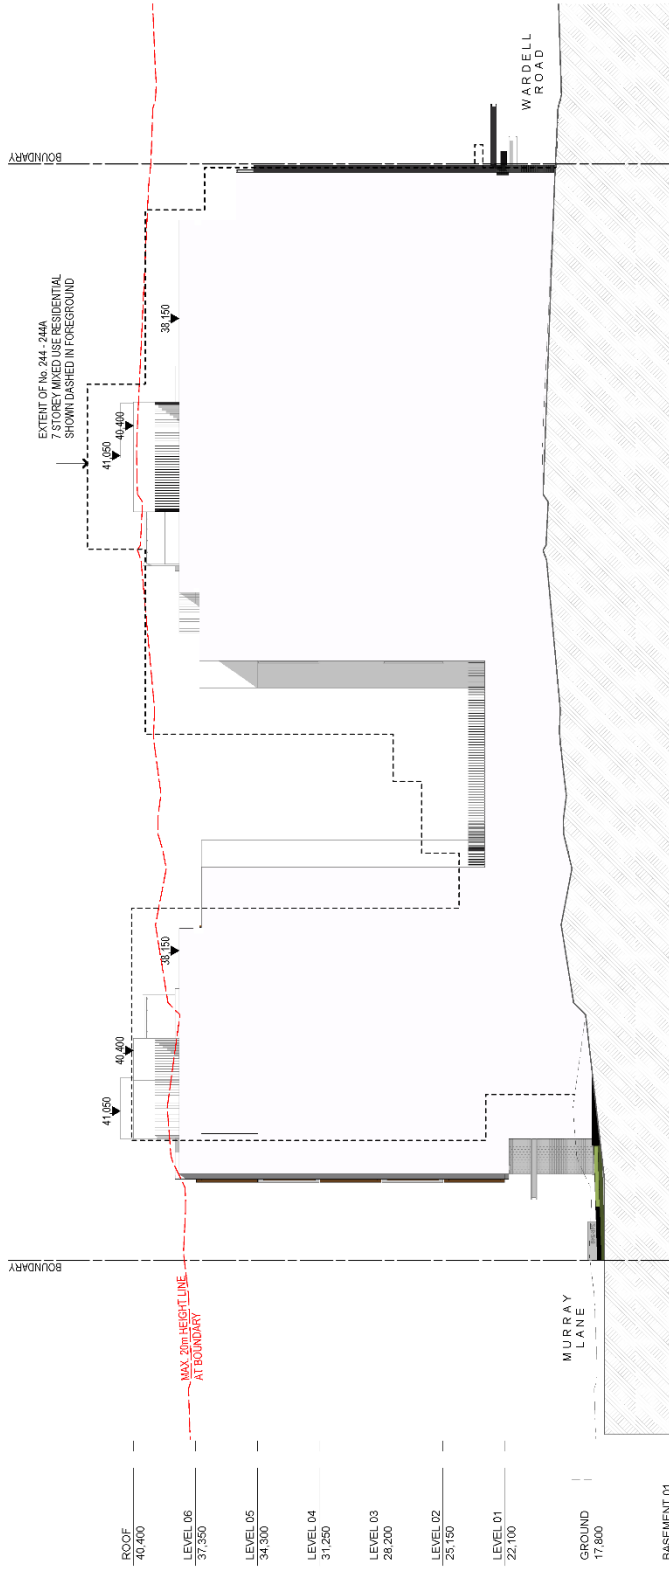 ROOF
40,400
LEVEL 06
37,350
LEVEL 05
34,300
LEVEL 04
31,250
LEVEL 03
28,200
LEVEL 02
25,150
LEVEL 01
22,100
GROUND
17,800
BASEMENT 01
BOUNDARY
MAX. 20m HEIGHT LINE
AT BOUNDARY
MURRAY
LANE
41,050
40,400
38,150
EXTENT OF No. 244 - 244A
7 STOREY MIXED USE RESIDENTIAL
SHOWN DASHED IN FOREGROUND
41,050
40,400
38,150
BOUNDARY
WARDELL
ROAD